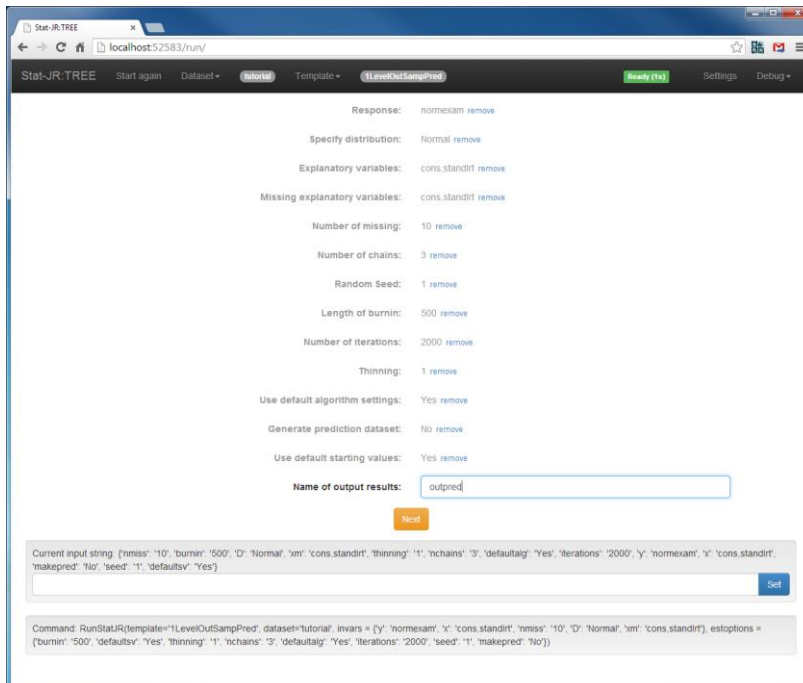 Stat-JR:TREE
localhost:52583/run/
Stat-JR:TREE Start again Dataset tutorial Template 1LevelOutSampPred Ready (1s) Settings Debug
Response: normexam remove
Specify distribution: Normal remove
Explanatory variables: cons,standlrt remove
Missing explanatory variables: cons,standlrt remove
Number of missing: 10 remove
Number of chains: 3 remove
Random Seed: 1 remove
Length of burnin: 500 remove
Number of iterations: 2000 remove
Thinning: 1 remove
Use default algorithm settings: Yes remove
Generate prediction dataset: No remove
Use default starting values: Yes remove
Name of output results: outpred
Next
Current input string: {'nmiss': '10', 'burnin': '500', 'D': 'Normal', 'xm': 'cons,standlrt', 'thinning': '1', 'nchains': '3', 'defaultalg': 'Yes', 'iterations': '2000', 'y': 'normexam', 'x': 'cons,standlrt',
'makepred': 'No', 'seed': '1', 'defaultsv': 'Yes'}
Set
Command: RunStatJR(template='1LevelOutSampPred', dataset='tutorial', invars = {'y': 'normexam', 'x': 'cons,standlrt', 'nmiss': '10', 'D': 'Normal', 'xm': 'cons,standlrt'}, estoptions =
{'burnin': '500', 'defaultsv': 'Yes', 'thinning': '1', 'nchains': '3', 'defaultalg': 'Yes', 'iterations': '2000', 'seed': '1', 'makepred': 'No'})